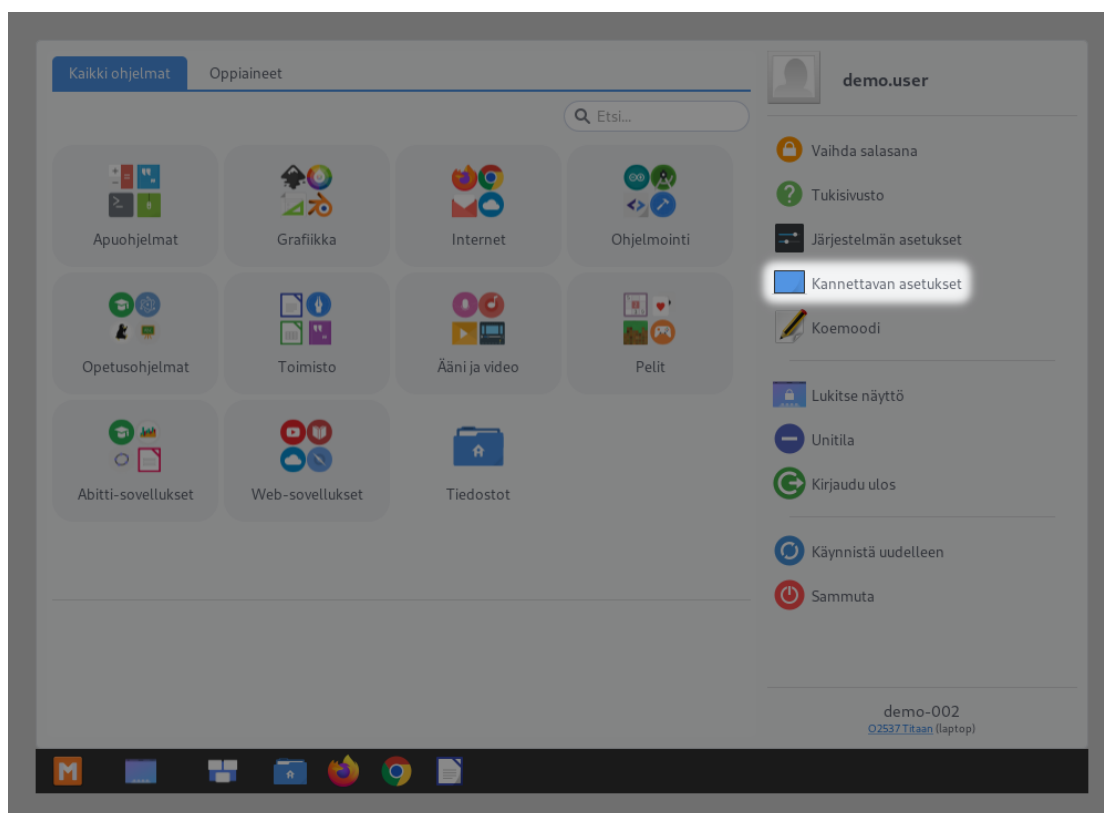 Kaikki ohjelmat
Oppiaineet
Etsi...
Apuohjelmat
Grafiikka
Internet
Ohjelmointi
Opetusohjelmat
Toimisto
Ääni ja video
Pelit
Abitti-sovellukset
Web-sovellukset
Tiedostot
demo.user
Vaihda salasana
Tukisivusto
Järjestelmän asetukset
Kannettavan asetukset
Koemoodi
Lukitse näyttö
Unitila
Kirjaudu ulos
Käynnistä uudelleen
Sammuta
demo-002
O2537 Titaan (laptop)
M